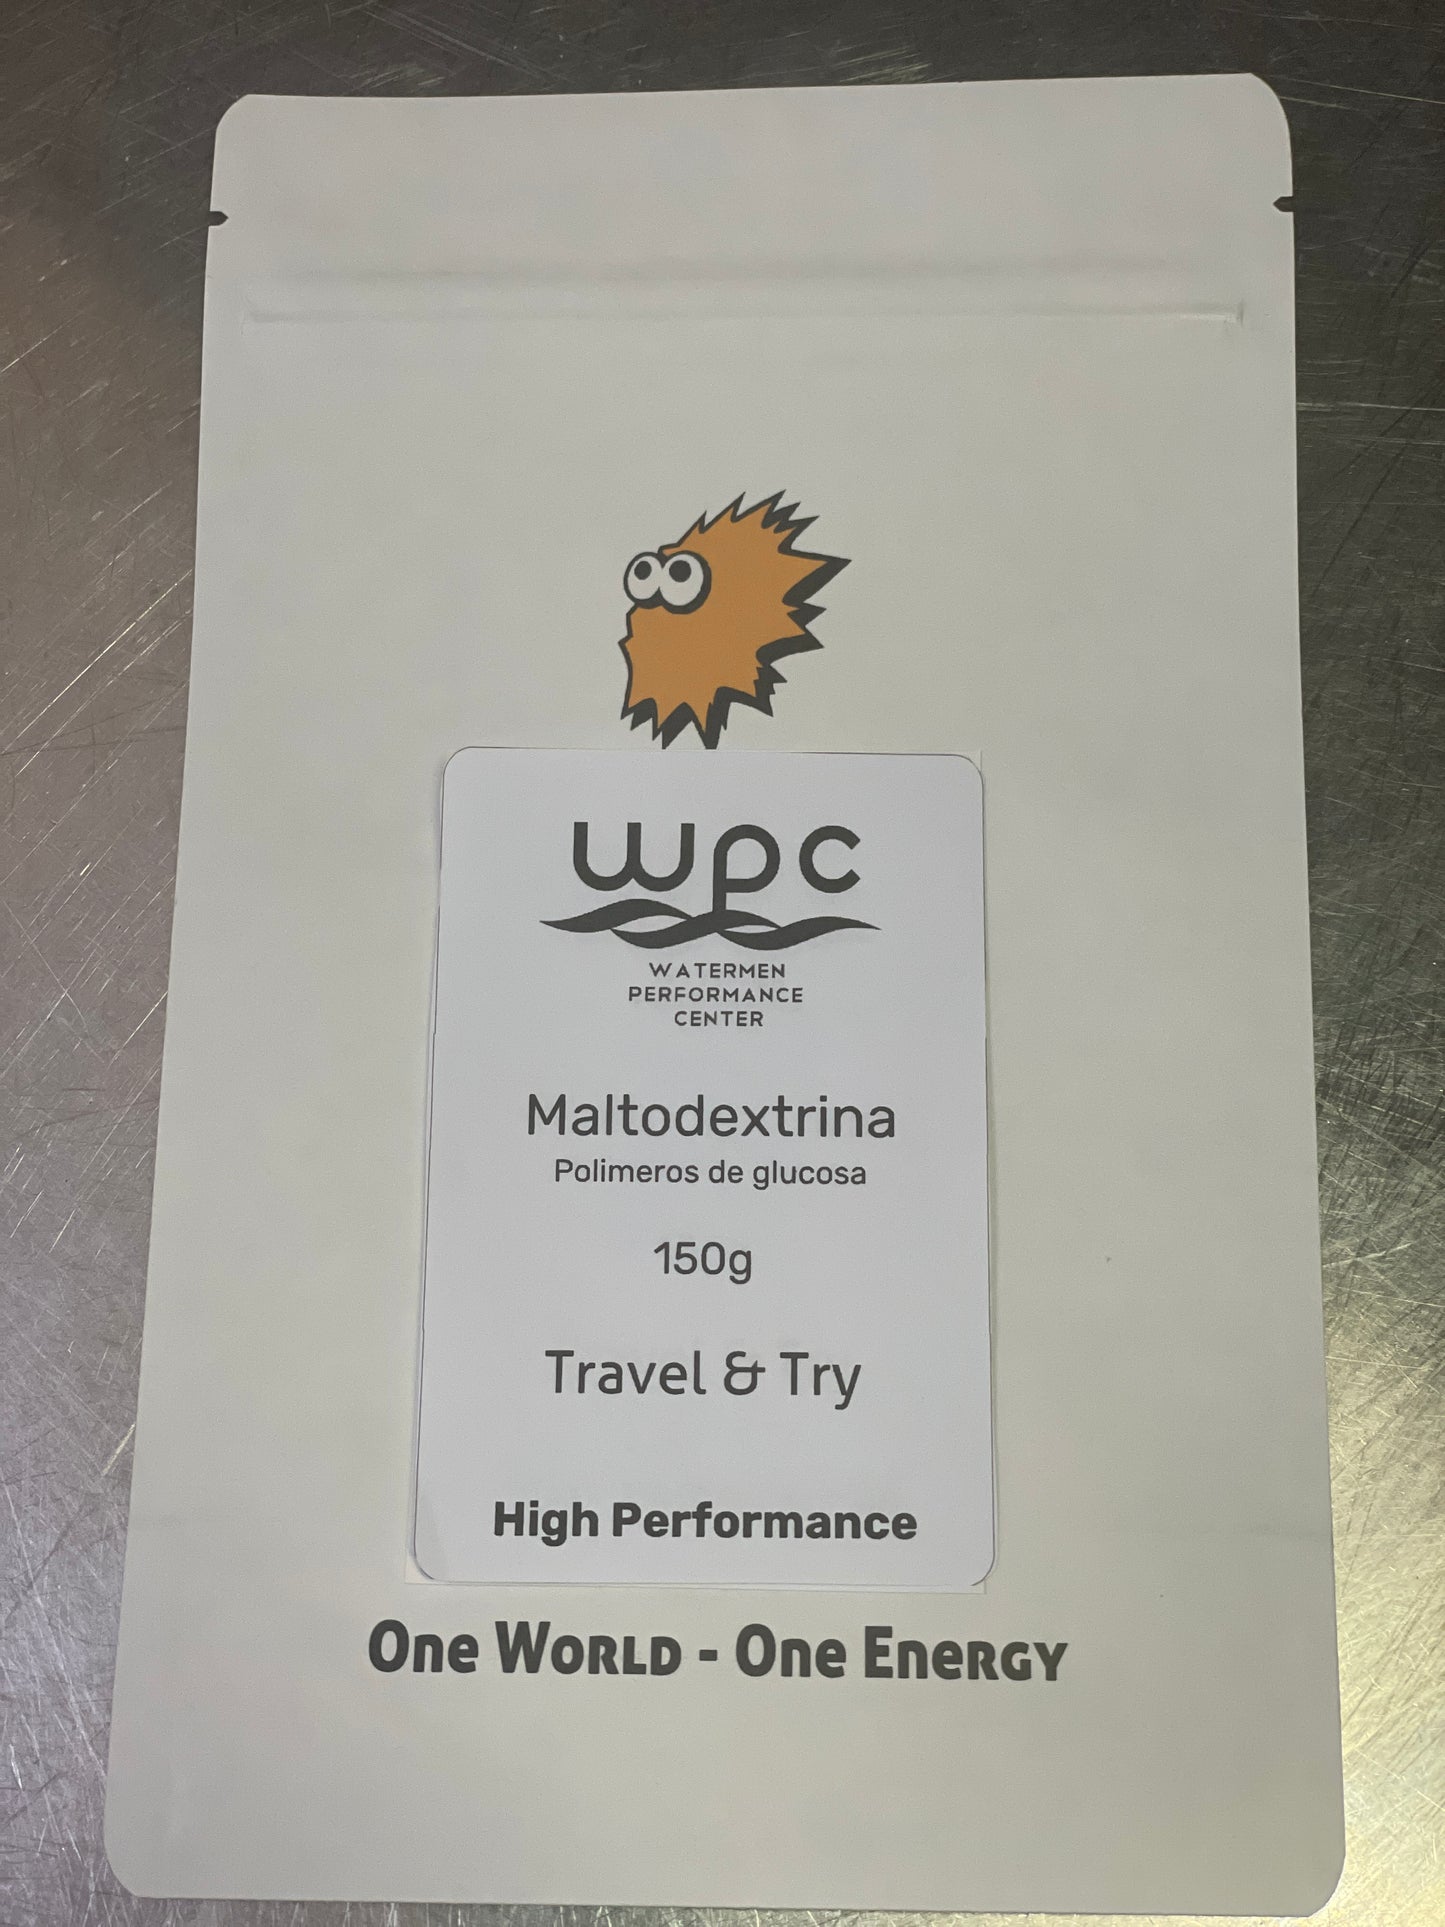 wpc
WATERMEN
PERFORMANCE
CENTER
Maltodextrina
Polimeros de glucosa
150g
Travel & Try
High Performance
One World - One Energy